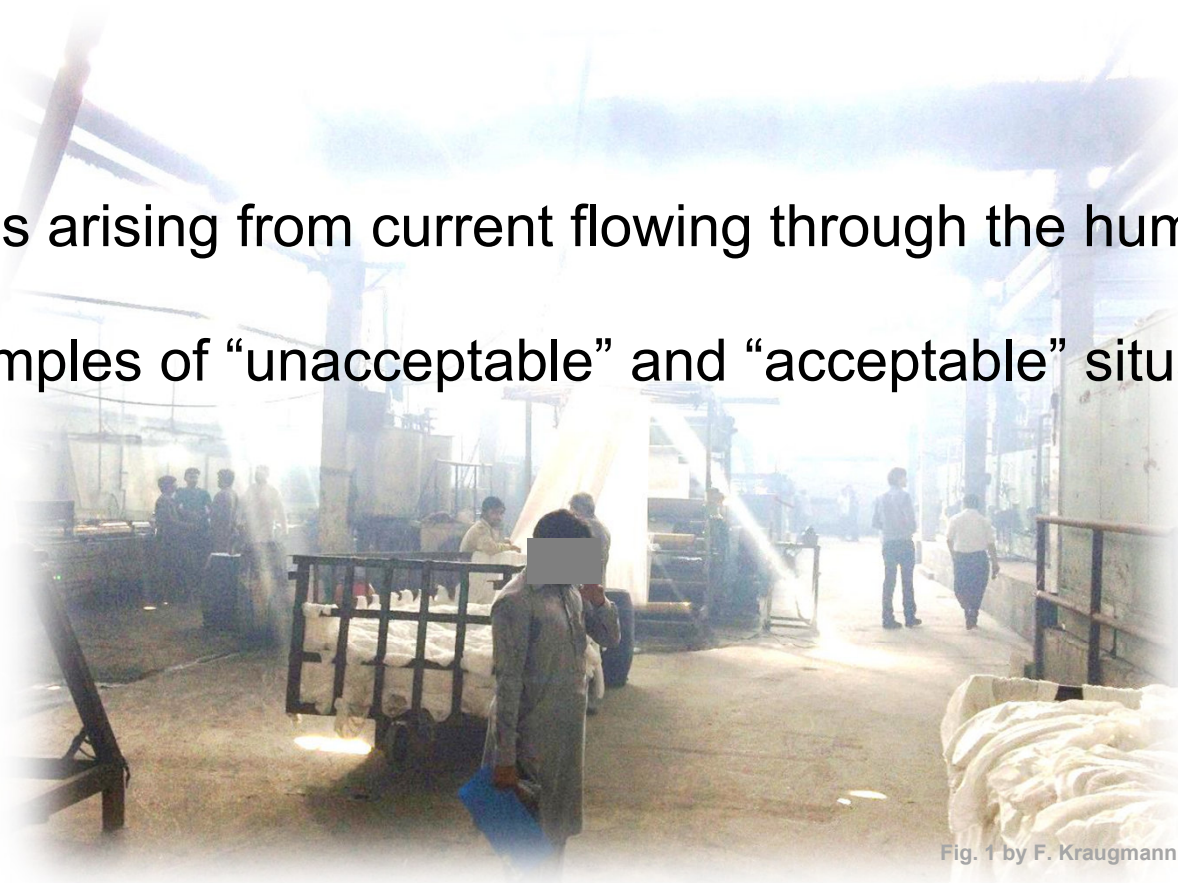 s arising from current flowing through the hum
mples of “unacceptable” and “acceptable” situ
Fig. 1 by F. Kraugmann